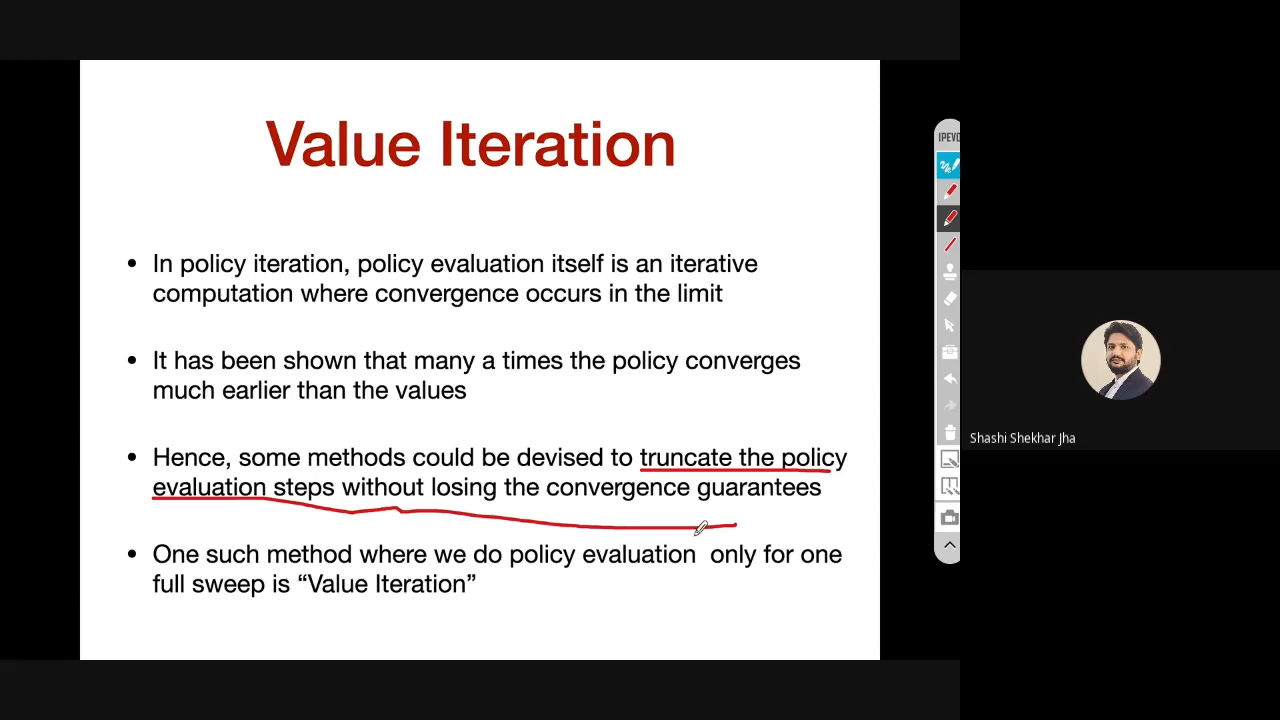 Value Iteration
• In policy iteration, policy evaluation itself is an iterative
computation where convergence occurs in the limit
• It has been shown that many a times the policy converges
much earlier than the values
• Hence, some methods could be devised to truncate the policy
evaluation steps without losing the convergence guarantees
• One such method where we do policy evaluation only for one
full sweep is “Value Iteration”
IPEVO
Shashi Shekhar Jha